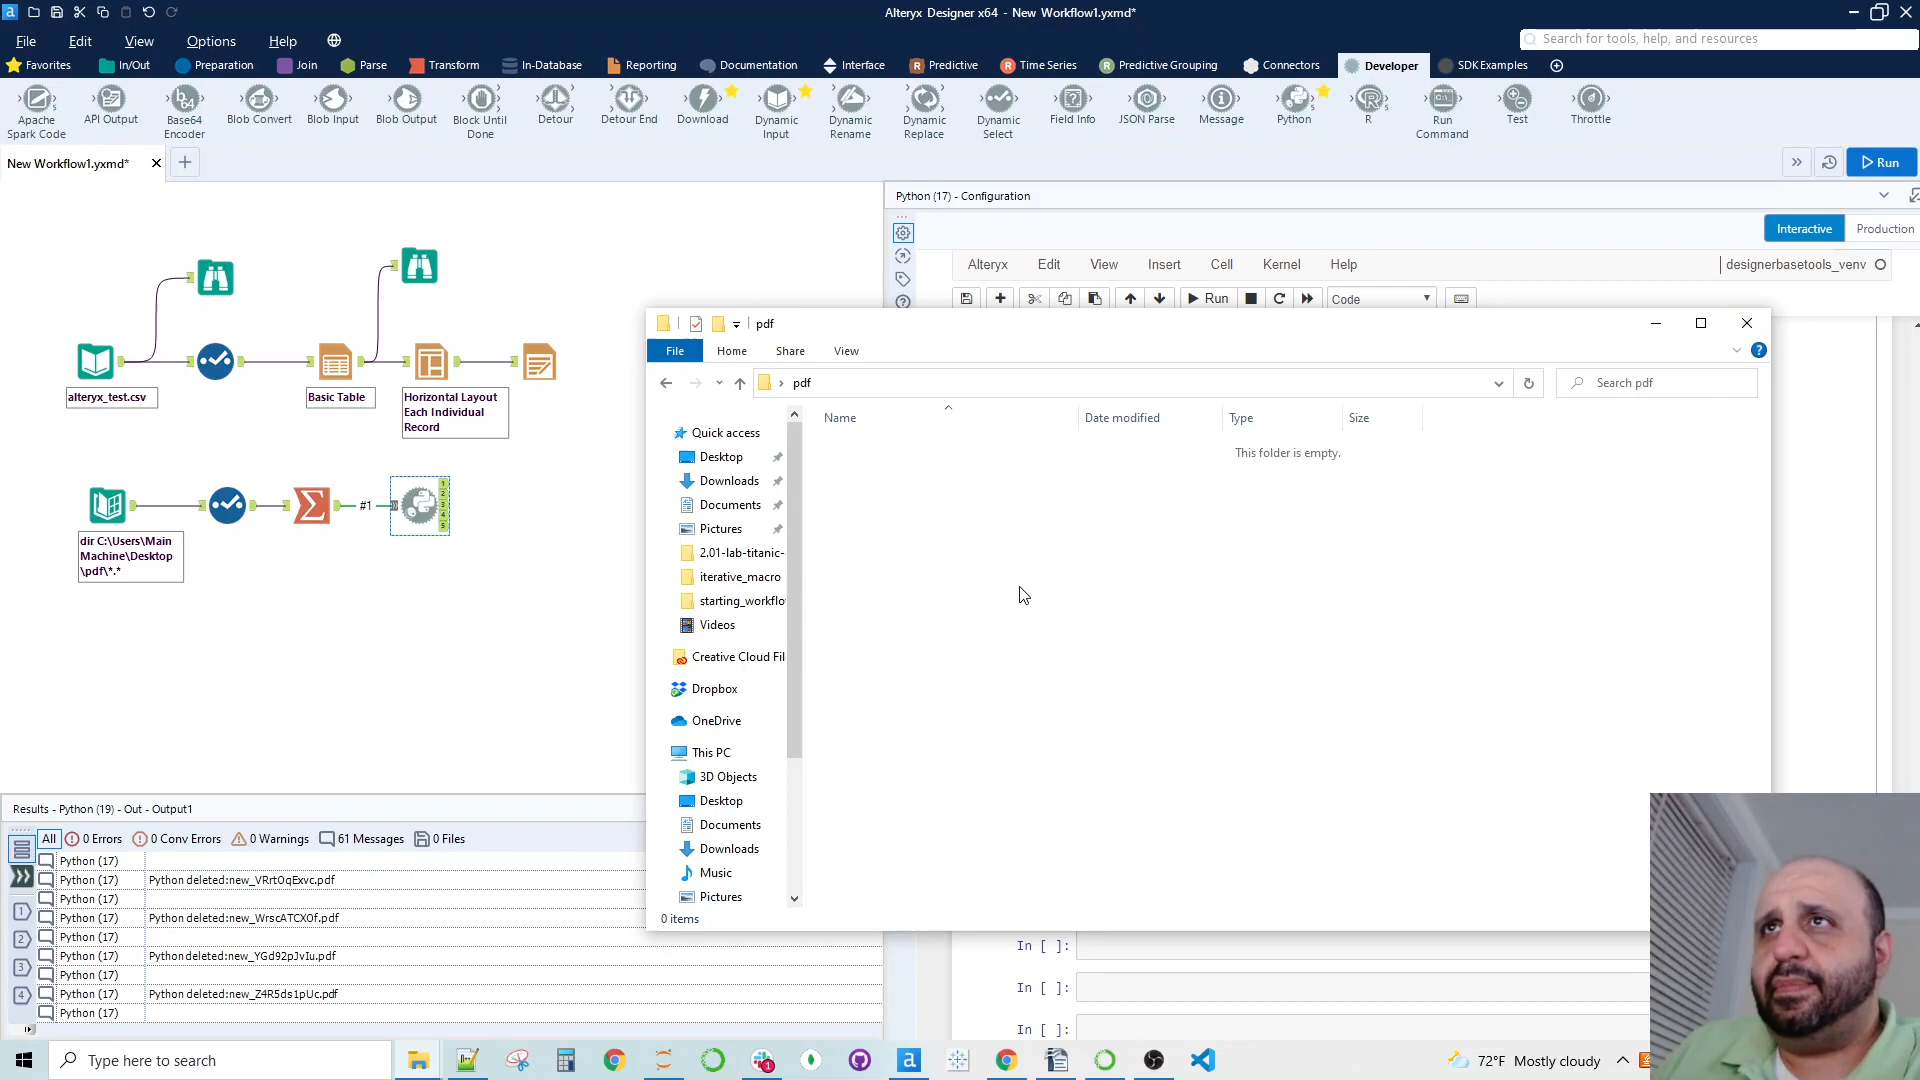 Alteryx Designer x64 - New Workflow1.yxmd*
File Edit View Options Help
Search for tools, help, and resources
Favorites In/Out Preparation Join Parse Transform In-Database Reporting Documentation Interface Predictive Time Series Predictive Grouping Connectors Developer SDK Examples
Apache Spark Code
API Output
Base64 Encoder
Blob Convert
Blob Input
Blob Output
Block Until Done
Detour
Detour End
Download
Dynamic Input
Dynamic Rename
Dynamic Replace
Dynamic Select
Field Info
JSON Parse
Message
Python
R
Run Command
Test
Throttle
New Workflow1.yxmd*
Run
Python (17) - Configuration
Interactive Production
Alteryx Edit View Insert Cell Kernel Help
designerbasetools_venv
Run
Code
alteryx_test.csv
Basic Table
Horizontal Layout
Each Individual
Record
#1
dir C:\Users\Main
Machine\Desktop
\pdf\*.*
pdf
File Home Share View
pdf
Search pdf
Name Date modified Type Size
This folder is empty.
Quick access
Desktop
Downloads
Documents
Pictures
2.01-lab-titanic-
iterative_macro
starting_workflo
Videos
Creative Cloud Fil
Dropbox
OneDrive
This PC
3D Objects
Desktop
Documents
Downloads
Music
Pictures
0 items
In [ ]:
In [ ]:
In [ ]:
Results - Python (19) - Out - Output1
All 0 Errors 0 Conv Errors 0 Warnings 61 Messages 0 Files
Python (17)
Python (17) Python deleted:new_VRrtOqExvc.pdf
Python (17)
Python (17) Python deleted:new_WrscATCXOf.pdf
Python (17)
Python (17) Python deleted:new_YGd92pJvIu.pdf
Python (17)
Python (17) Python deleted:new_Z4R5ds1pUc.pdf
Python (17)
1
2
3
4
Type here to search
72°F Mostly cloudy